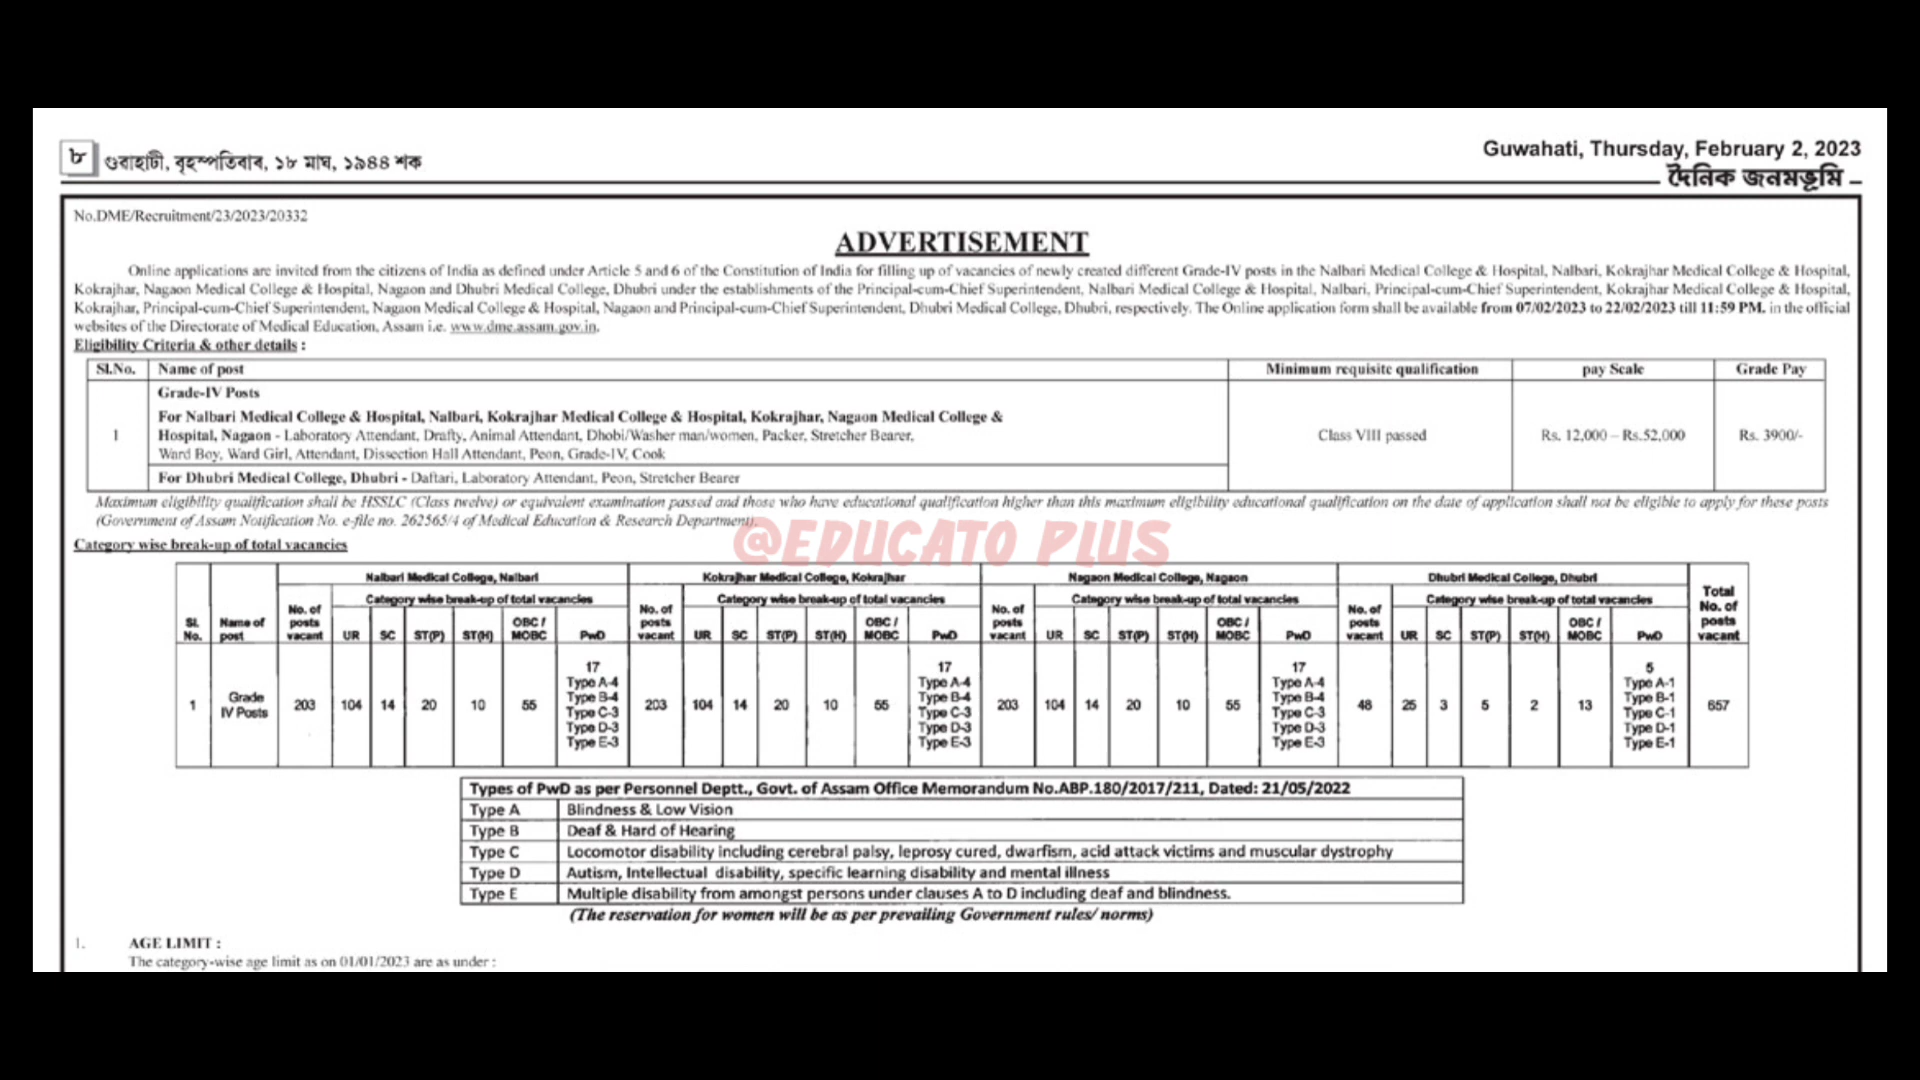 ৮
গুৱাহাটী, বৃহস্পতিবাৰ, ১৮ মাঘ, ১৯৪৪ শক
Guwahati, Thursday, February 2, 2023
দৈনিক জনমভূমি
No.DME/Recruitment/23/2023/20332
ADVERTISEMENT
Online applications are invited from the citizens of India as defined under Article 5 and 6 of the Constitution of India for filling up of vacancies of newly created different Grade-IV posts in the Nalbari Medical College & Hospital, Nalbari, Kokrajhar Medical College & Hospital,
Kokrajhar, Nagaon Medical College & Hospital, Nagaon and Dhubri Medical College, Dhubri under the establishments of the Principal-cum-Chief Superintendent, Nalbari Medical College & Hospital, Nalbari, Principal-cum-Chief Superintendent, Kokrajhar Medical College & Hospital,
Kokrajhar, Principal-cum-Chief Superintendent, Nagaon Medical College & Hospital, Nagaon and Principal-cum-Chief Superintendent, Dhubri Medical College, Dhubri, respectively. The Online application form shall be available from 07/02/2023 to 22/02/2023 till 11:59 PM. in the official
websites of the Directorate of Medical Education, Assam i.e. www.dme.assam.gov.in.
Eligibility Criteria & other details :
Sl.No. Name of post Minimum requisite qualification pay Scale Grade Pay
Grade-IV Posts
For Nalbari Medical College & Hospital, Nalbari, Kokrajhar Medical College & Hospital, Kokrajhar, Nagaon Medical College &
1 Hospital, Nagaon - Laboratory Attendant, Drafty, Animal Attendant, Dhobi/Washer man/women, Packer, Stretcher Bearer, Class VIII passed Rs. 12,000 – Rs.52,000 Rs. 3900/-
Ward Boy, Ward Girl, Attendant, Dissection Hall Attendant, Peon, Grade-IV, Cook
For Dhubri Medical College, Dhubri - Daftari, Laboratory Attendant, Peon, Stretcher Bearer
Maximum eligibility qualification shall be HSSLC (Class twelve) or equivalent examination passed and those who have educational qualification higher than this maximum eligibility educational qualification on the date of application shall not be eligible to apply for these posts
(Government of Assam Notification No. e-file no. 262565/4 of Medical Education & Research Department).
@EDUCATO PLUS
Category wise break-up of total vacancies
Nalbari Medical College, Nalbari Kokrajhar Medical College, Kokrajhar Nagaon Medical College, Nagaon Dhubri Medical College, Dhubri
Sl. No. Name of post No. of posts vacant Category wise break-up of total vacancies No. of posts vacant Category wise break-up of total vacancies No. of posts vacant Category wise break-up of total vacancies No. of posts vacant Category wise break-up of total vacancies Total No. of posts vacant
UR SC ST(P) ST(H) OBC / MOBC PwD UR SC ST(P) ST(H) OBC / MOBC PwD UR SC ST(P) ST(H) OBC / MOBC PwD UR SC ST(P) ST(H) OBC / MOBC PwD
1 Grade IV Posts 203 104 14 20 10 55 17 Type A-4 Type B-4 Type C-3 Type D-3 Type E-3 203 104 14 20 10 55 17 Type A-4 Type B-4 Type C-3 Type D-3 Type E-3 203 104 14 20 10 55 17 Type A-4 Type B-4 Type C-3 Type D-3 Type E-3 48 25 3 5 2 13 5 Type A-1 Type B-1 Type C-1 Type D-1 Type E-1 657
Types of PwD as per Personnel Deptt., Govt. of Assam Office Memorandum No.ABP.180/2017/211, Dated: 21/05/2022
Type A Blindness & Low Vision
Type B Deaf & Hard of Hearing
Type C Locomotor disability including cerebral palsy, leprosy cured, dwarfism, acid attack victims and muscular dystrophy
Type D Autism, Intellectual disability, specific learning disability and mental illness
Type E Multiple disability from amongst persons under clauses A to D including deaf and blindness.
(The reservation for women will be as per prevailing Government rules/ norms)
1. AGE LIMIT :
The category-wise age limit as on 01/01/2023 are as under :